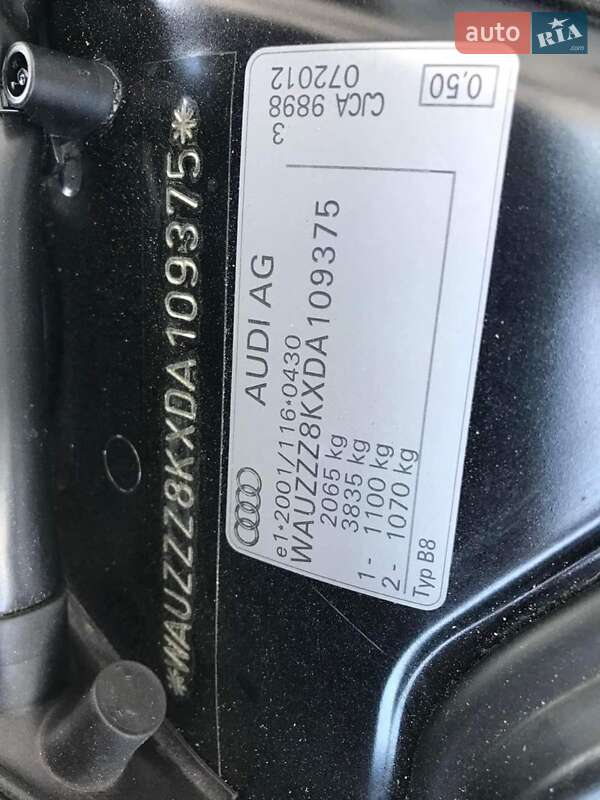 auto RIA
.com
*WAUZZZ8KXDA109375*
AUDI AG
e1*2001/116*0430
WAUZZZ8KXDA109375
2065 kg
3835 kg
1- 1100 kg
2- 1070 kg
Typ B8
CJCA 9898
072012
3
0,50